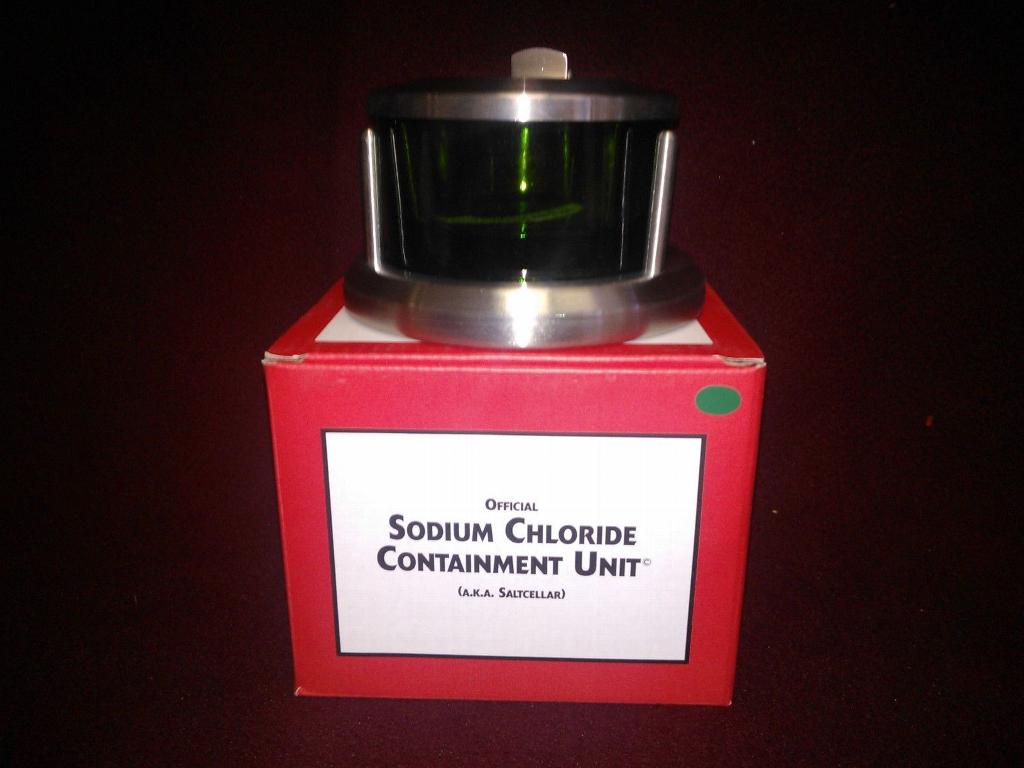 Official
Sodium Chloride
Containment Unit©
(a.k.a. Saltcellar)